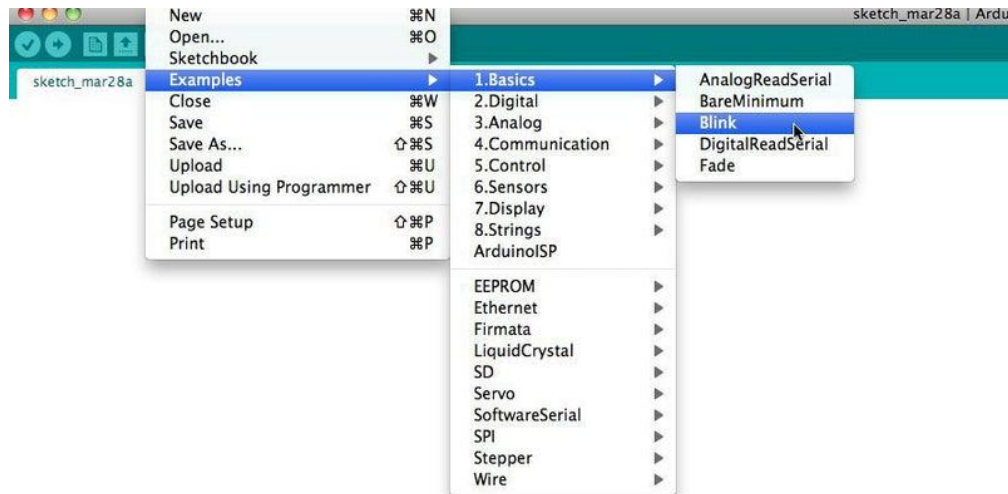 sketch_mar28a | Ardu
sketch_mar28a
New ⌘N
Open... ⌘O
Sketchbook ▶
Examples ▶
Close ⌘W
Save ⌘S
Save As... ⇧⌘S
Upload ⌘U
Upload Using Programmer ⇧⌘U
Page Setup ⇧⌘P
Print ⌘P
1.Basics ▶
2.Digital ▶
3.Analog ▶
4.Communication ▶
5.Control ▶
6.Sensors ▶
7.Display ▶
8.Strings ▶
ArduinoISP
EEPROM ▶
Ethernet ▶
Firmata ▶
LiquidCrystal ▶
SD ▶
Servo ▶
SoftwareSerial ▶
SPI ▶
Stepper ▶
Wire ▶
AnalogReadSerial
BareMinimum
Blink
DigitalReadSerial
Fade